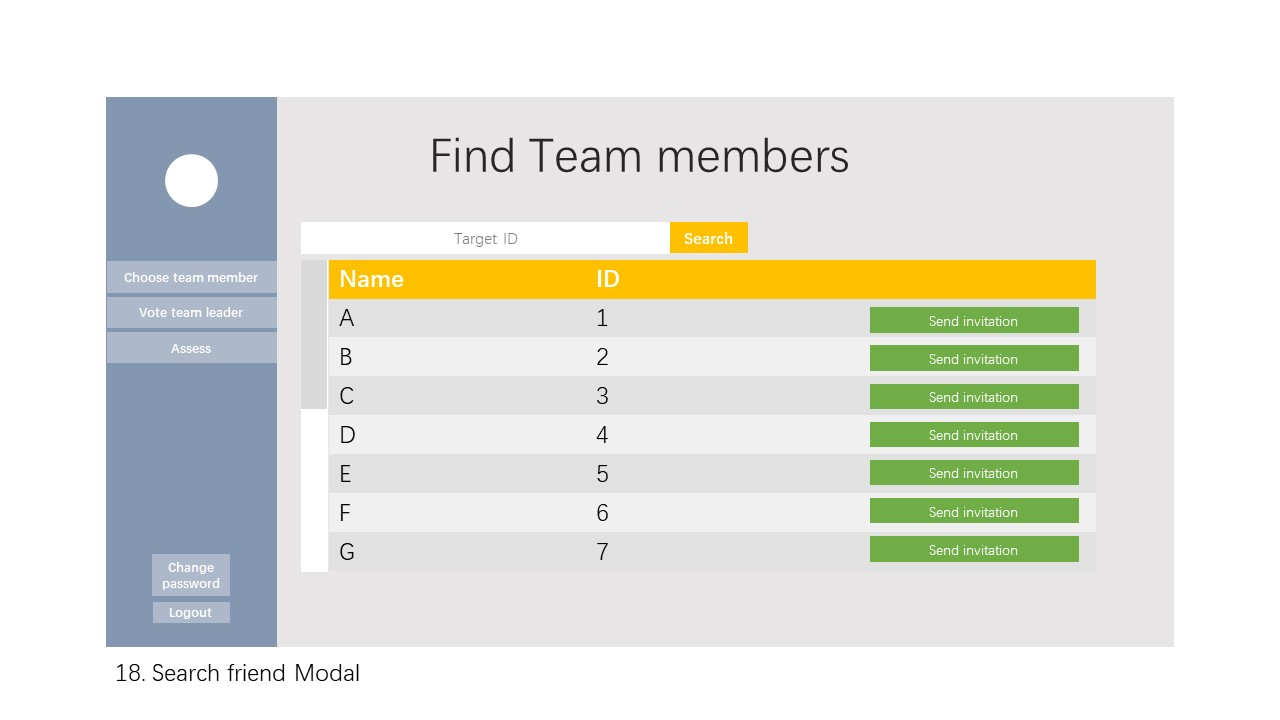 Find Team members
Target ID
Search
Choose team member
Vote team leader
Assess
Name ID
A 1 Send invitation
B 2 Send invitation
C 3 Send invitation
D 4 Send invitation
E 5 Send invitation
F 6 Send invitation
G 7 Send invitation
Change
password
Logout
18. Search friend Modal